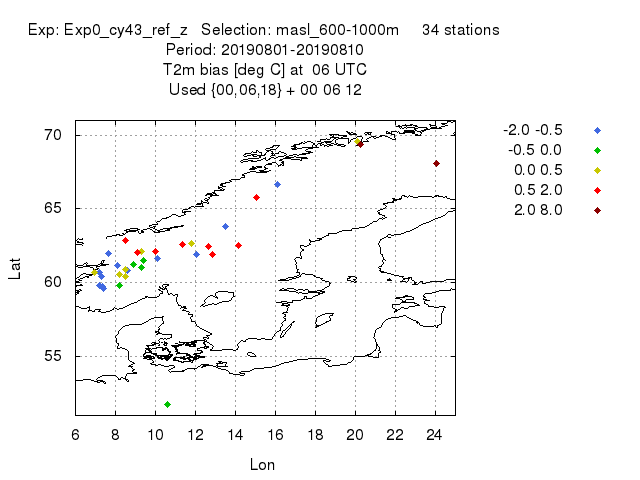 Exp: Exp0_cy43_ref_z Selection: masl_600-1000m 34 stations
Period: 20190801-20190810
T2m bias [deg C] at 06 UTC
Used {00,06,18} + 00 06 12
70
65
60
55
Lat
6 8 10 12 14 16 18 20 22 24
Lon
-2.0 -0.5
-0.5 0.0
0.0 0.5
0.5 2.0
2.0 8.0